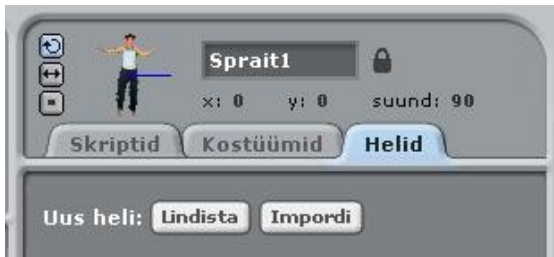 Sprait1
x: 0 y: 0 suund: 90
Skriptid Kostüümid Helid
Uus heli: Lindista Impordi